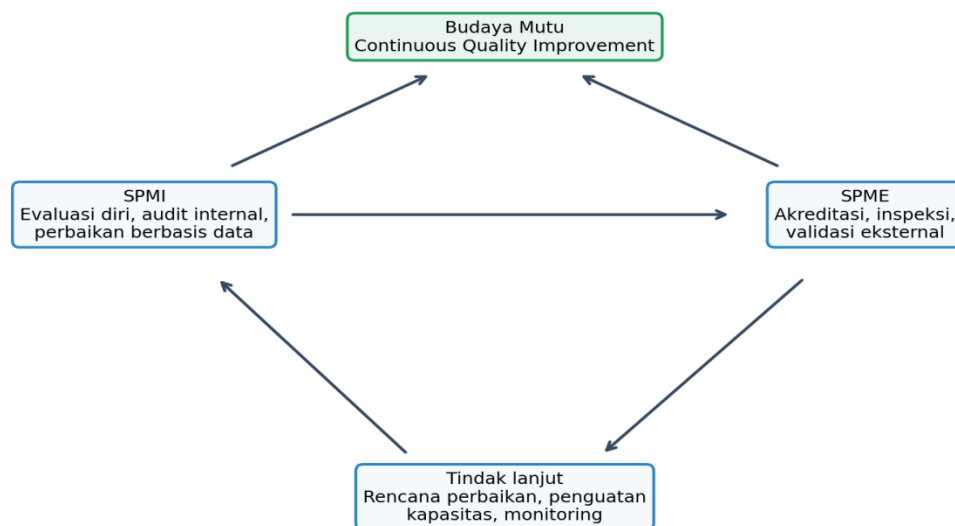 Budaya Mutu
Continuous Quality Improvement
SPMI
Evaluasi diri, audit internal,
perbaikan berbasis data
SPME
Akreditasi, inspeksi,
validasi eksternal
Tindak lanjut
Rencana perbaikan, penguatan
kapasitas, monitoring